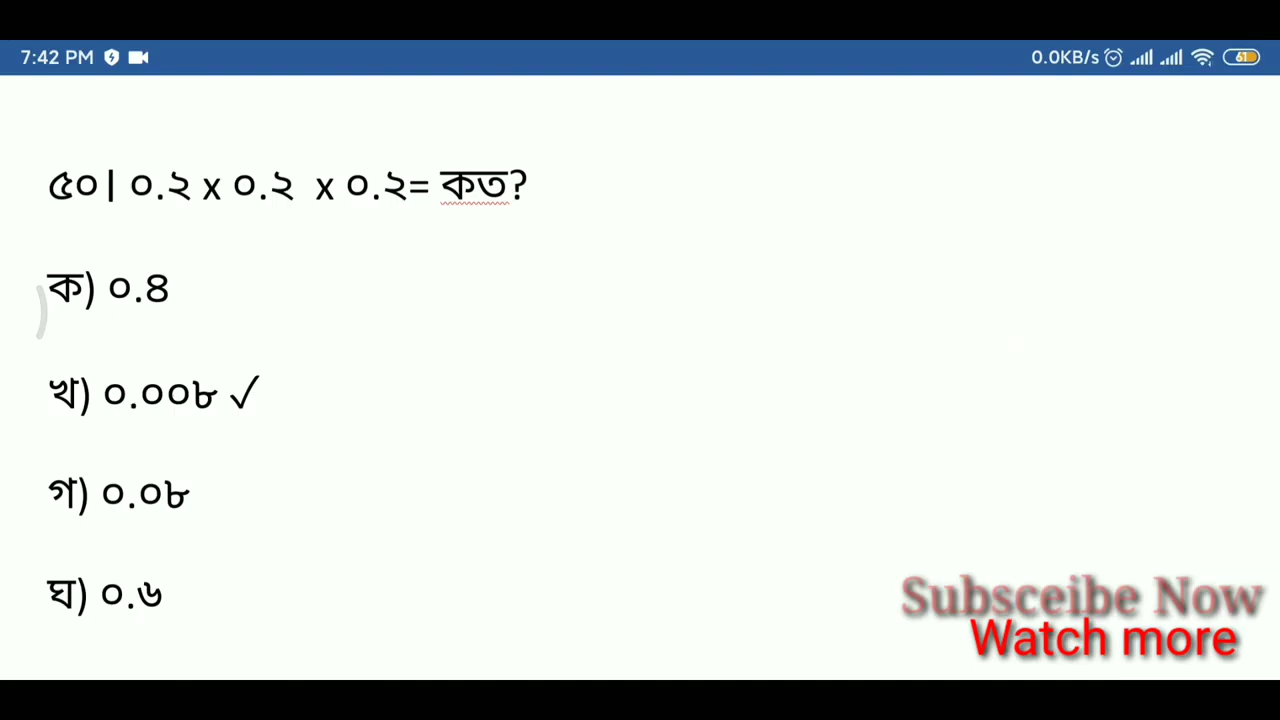 7:42 PM 0.0KB/s 61
৫০| ০.২ x ০.২ x ০.২= কত?
ক) ০.৪
খ) ০.০০৮ ✓
গ) ০.০৮
ঘ) ০.৬
Subsceibe Now
Watch more